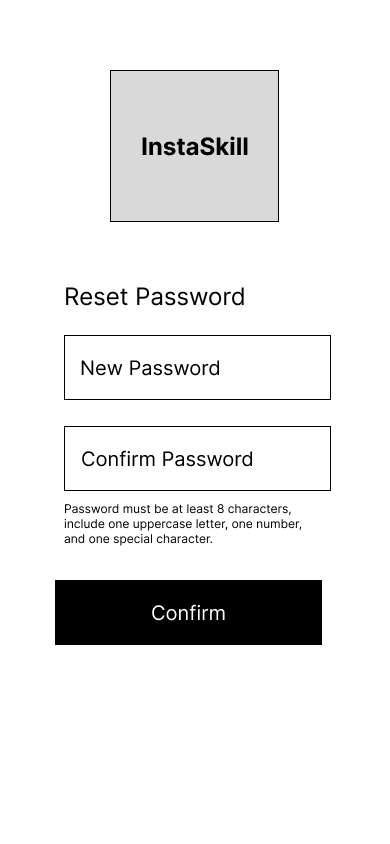 InstaSkill
Reset Password
New Password
Confirm Password
Password must be at least 8 characters,
include one uppercase letter, one number,
and one special character.
Confirm